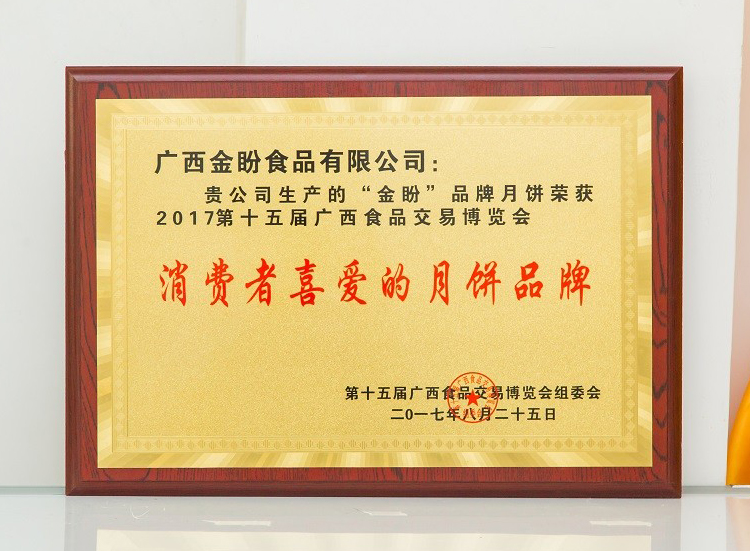 广西金盼食品有限公司：
贵公司生产的“金盼”品牌月饼荣获
2017第十五届广西食品交易博览会
消费者喜爱的月饼品牌
第十五届广西食品交易博览会组委会
二0一七年八月二十五日